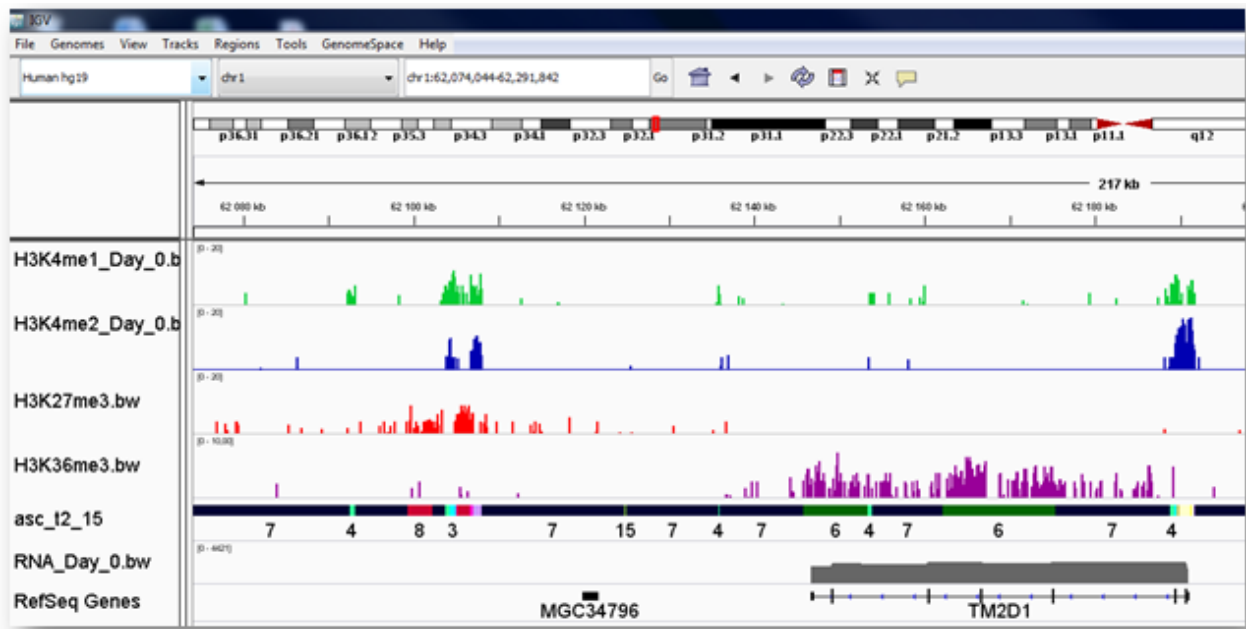 IGV
File Genomes View Tracks Regions Tools GenomeSpace Help
Human hg19 chr1 chr1:62,074,044-62,291,842 Go
p36.31 p36.21 p36.12 p35.3 p34.3 p34.1 p32.3 p32.1 p31.2 p31.1 p22.3 p22.1 p21.2 p13.3 p13.1 p11.1 q12
217 kb
62 080 kb 62 100 kb 62 120 kb 62 140 kb 62 160 kb 62 180 kb
H3K4me1_Day_0.b [0 - 20]
H3K4me2_Day_0.b [0 - 20]
H3K27me3.bw [0 - 20]
H3K36me3.bw [0 - 10,00]
asc_t2_15
7 4 8 3 7 15 7 4 7 6 4 7 6 7 4
RNA_Day_0.bw [0 - 4421]
RefSeq Genes
MGC34796 TM2D1